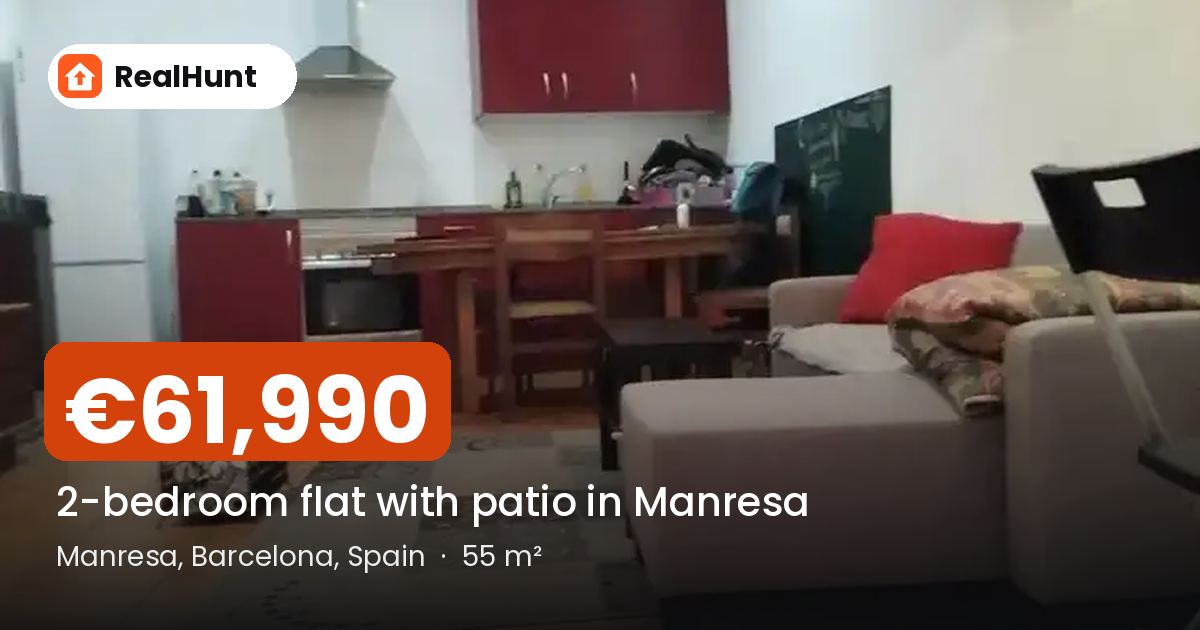 RealHunt
€61,990
2-bedroom flat with patio in Manresa
Manresa, Barcelona, Spain · 55 m²